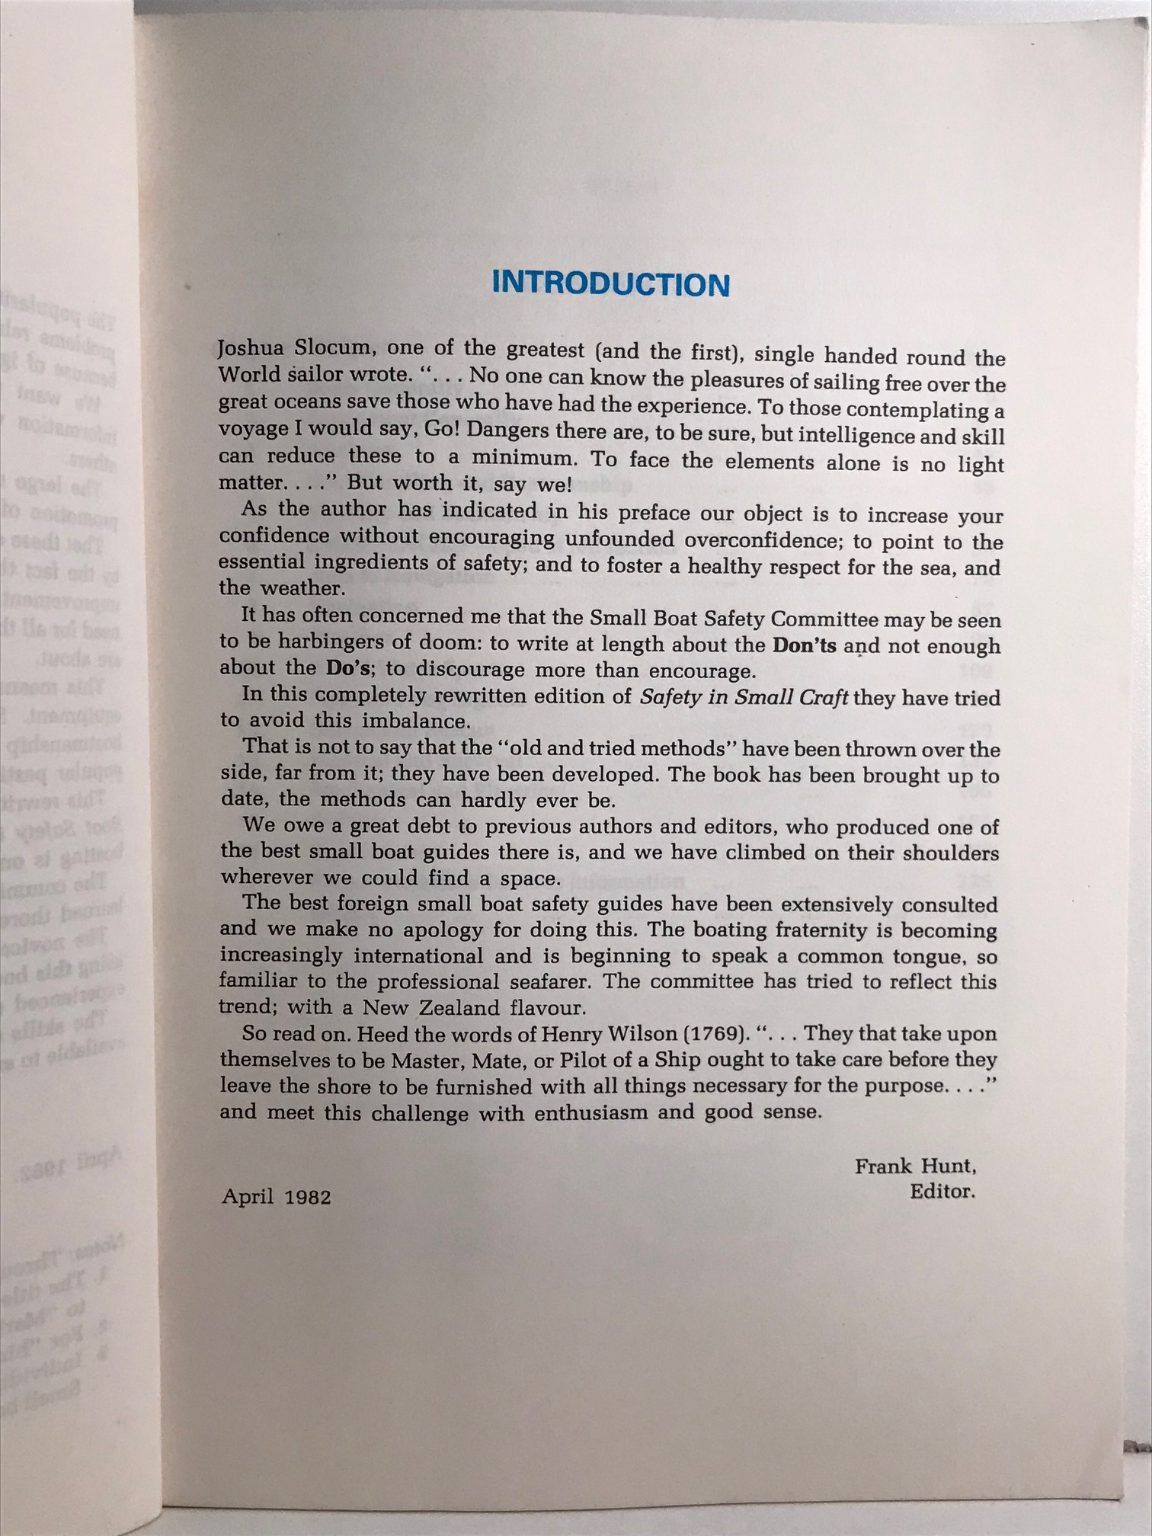 INTRODUCTION
Joshua Slocum, one of the greatest (and the first), single handed round the
World sailor wrote. “. . . No one can know the pleasures of sailing free over the
great oceans save those who have had the experience. To those contemplating a
voyage I would say, Go! Dangers there are, to be sure, but intelligence and skill
can reduce these to a minimum. To face the elements alone is no light
matter. . . .” But worth it, say we!
As the author has indicated in his preface our object is to increase your
confidence without encouraging unfounded overconfidence; to point to the
essential ingredients of safety; and to foster a healthy respect for the sea, and
the weather.
It has often concerned me that the Small Boat Safety Committee may be seen
to be harbingers of doom: to write at length about the Don'ts and not enough
about the Do's; to discourage more than encourage.
In this completely rewritten edition of Safety in Small Craft they have tried
to avoid this imbalance.
That is not to say that the “old and tried methods” have been thrown over the
side, far from it; they have been developed. The book has been brought up to
date, the methods can hardly ever be.
We owe a great debt to previous authors and editors, who produced one of
the best small boat guides there is, and we have climbed on their shoulders
wherever we could find a space.
The best foreign small boat safety guides have been extensively consulted
and we make no apology for doing this. The boating fraternity is becoming
increasingly international and is beginning to speak a common tongue, so
familiar to the professional seafarer. The committee has tried to reflect this
trend; with a New Zealand flavour.
So read on. Heed the words of Henry Wilson (1769). “. . . They that take upon
themselves to be Master, Mate, or Pilot of a Ship ought to take care before they
leave the shore to be furnished with all things necessary for the purpose. . . .”
and meet this challenge with enthusiasm and good sense.
Frank Hunt,
Editor.
April 1982